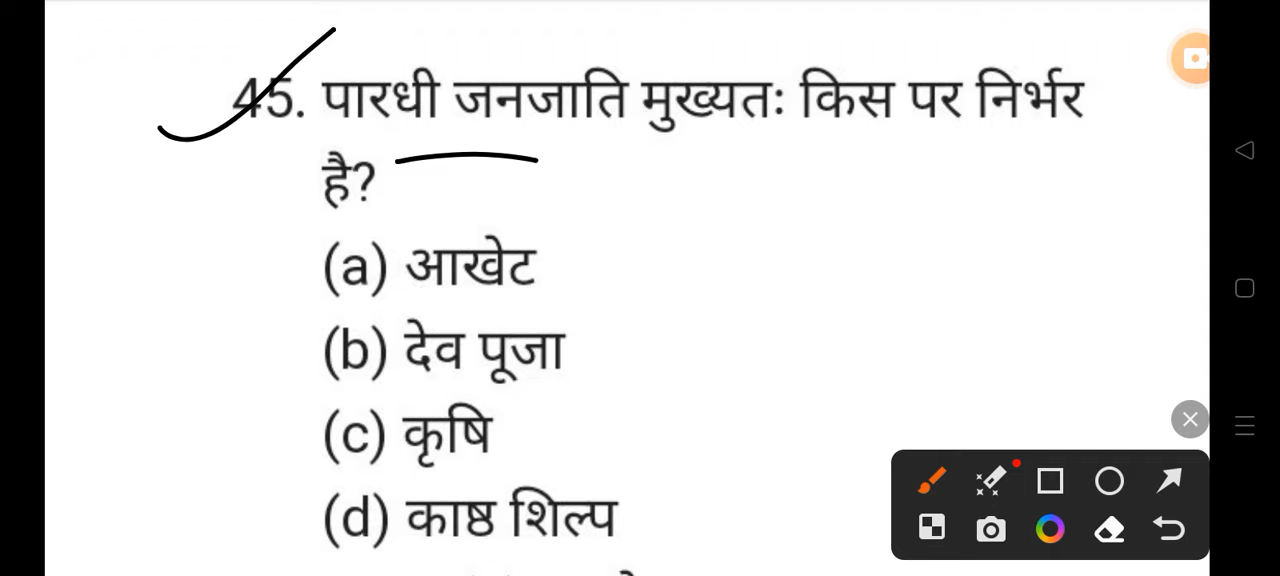 45. पारधी जनजाति मुख्यतः किस पर निर्भर
है?
(a) आखेट
(b) देव पूजा
(c) कृषि
(d) काष्ठ शिल्प